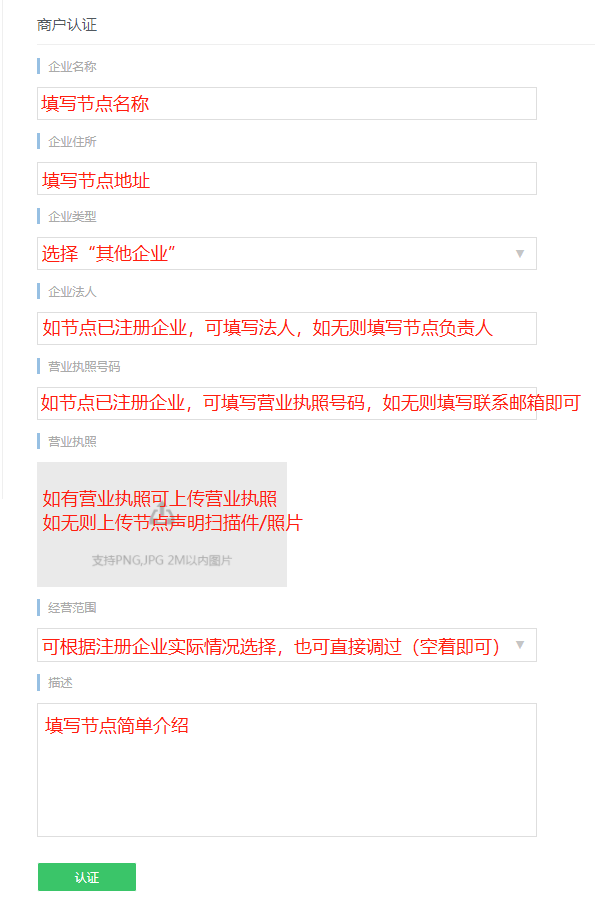 商户认证
企业名称
填写节点名称
企业住所
填写节点地址
企业类型
选择“其他企业”
企业法人
如节点已注册企业，可填写法人，如无则填写节点负责人
营业执照号码
如节点已注册企业，可填写营业执照号码，如无则填写联系邮箱即可
营业执照
如有营业执照可上传营业执照
如无则上传节点声明扫描件/照片
支持PNG,JPG 2M以内图片
经营范围
可根据注册企业实际情况选择，也可直接调过（空着即可）
描述
填写节点简单介绍
认证